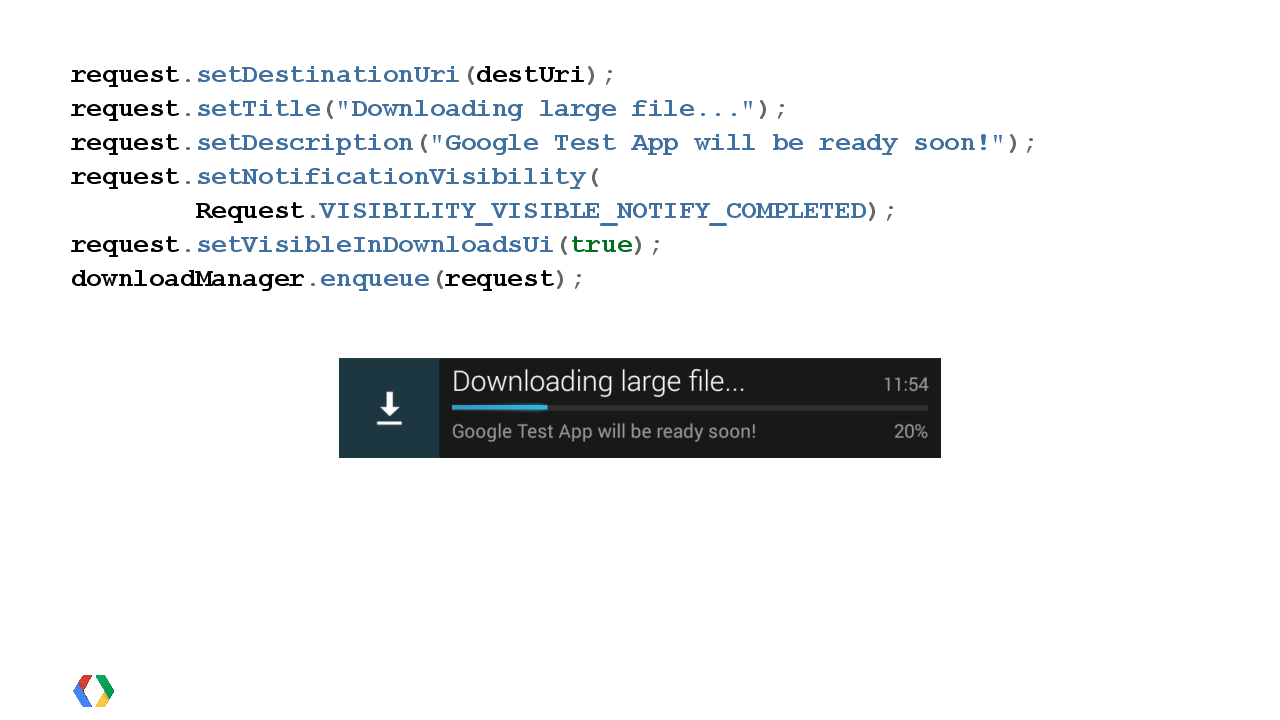 request.setDestinationUri(destUri);
request.setTitle("Downloading large file...");
request.setDescription("Google Test App will be ready soon!");
request.setNotificationVisibility(
        Request.VISIBILITY_VISIBLE_NOTIFY_COMPLETED);
request.setVisibleInDownloadsUi(true);
downloadManager.enqueue(request);
Downloading large file... 11:54
Google Test App will be ready soon! 20%